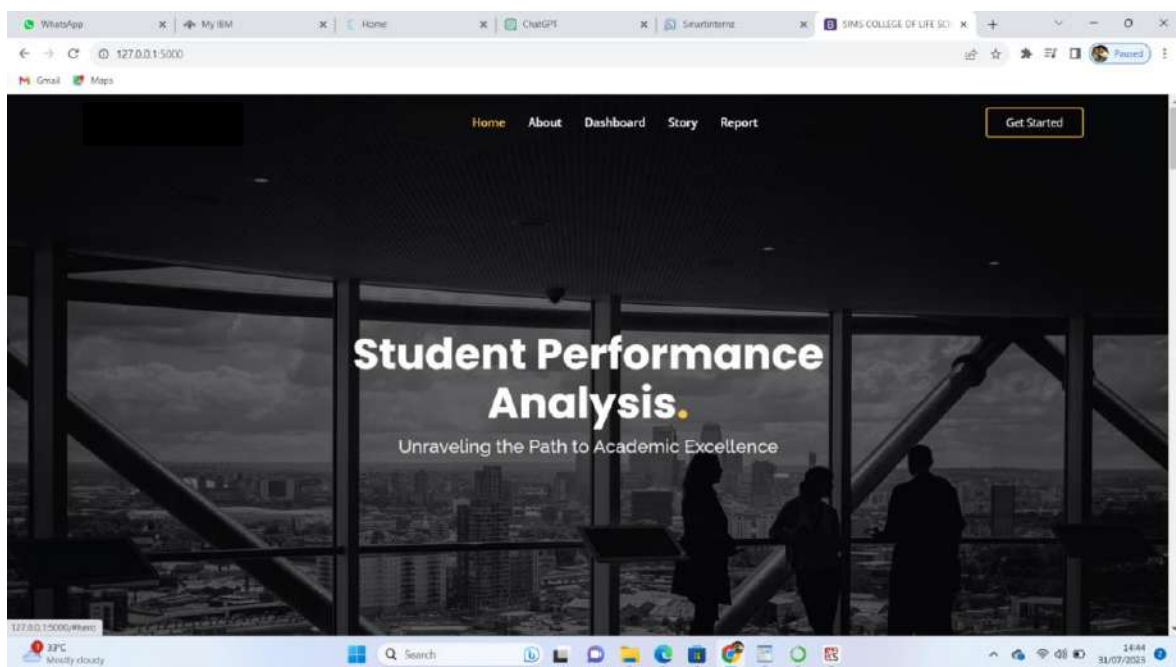 WhatsApp
My IBM
Home
ChatGPT
Smartinternz
SIMS COLLEGE OF LIFE SCI
127.0.0.1:5000
Paused
Gmail
Maps
Home
About
Dashboard
Story
Report
Get Started
Student Performance
Analysis.
Unraveling the Path to Academic Excellence
127.0.0.1:5000/#hero
33°C
Mostly cloudy
Search
14:44
31/07/2023